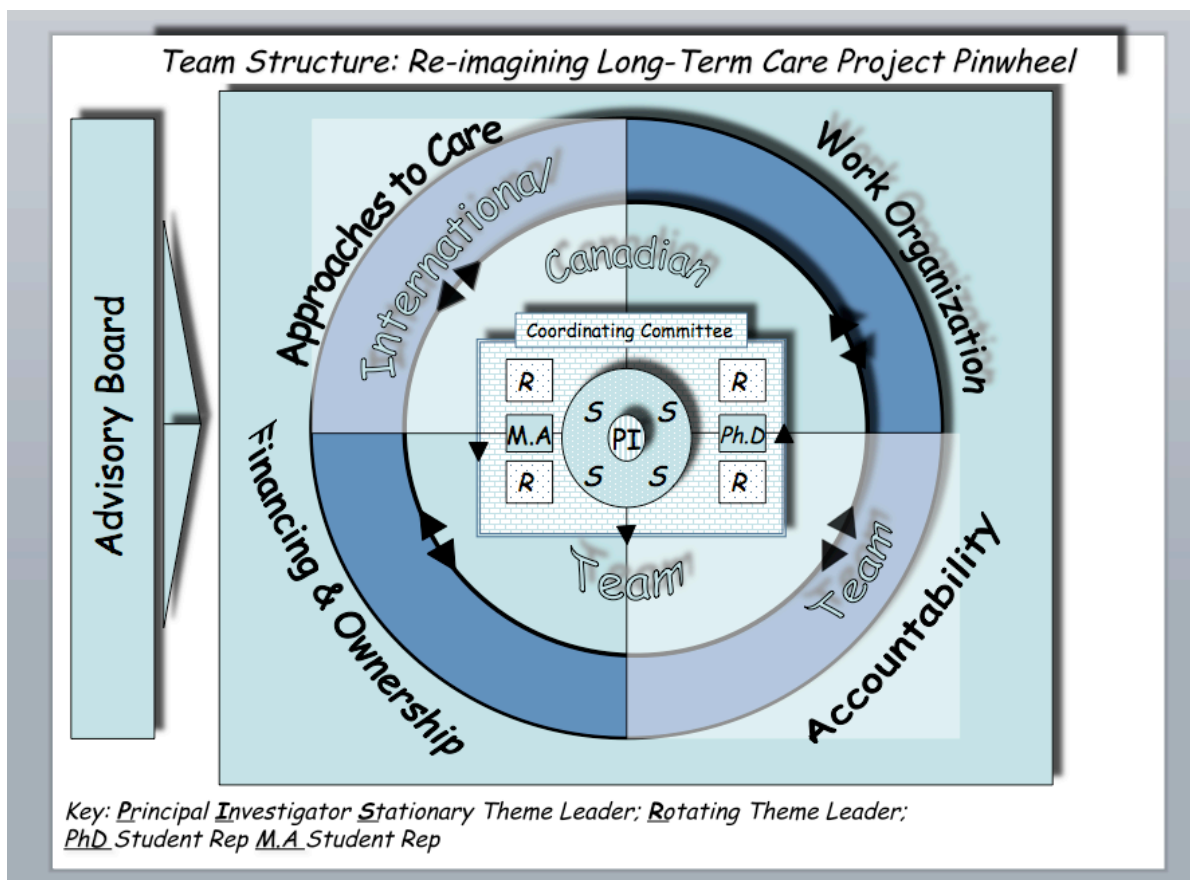 Team Structure: Re-imagining Long-Term Care Project Pinwheel
Advisory Board
Approaches to Care
Work Organization
International
Canadian
Coordinating Committee
R
R
S
S
M.A
PI
Ph.D
S
S
R
R
Team
Team
Financing & Ownership
Accountability
Key: Principal Investigator Stationary Theme Leader; Rotating Theme Leader;
PhD Student Rep M.A Student Rep